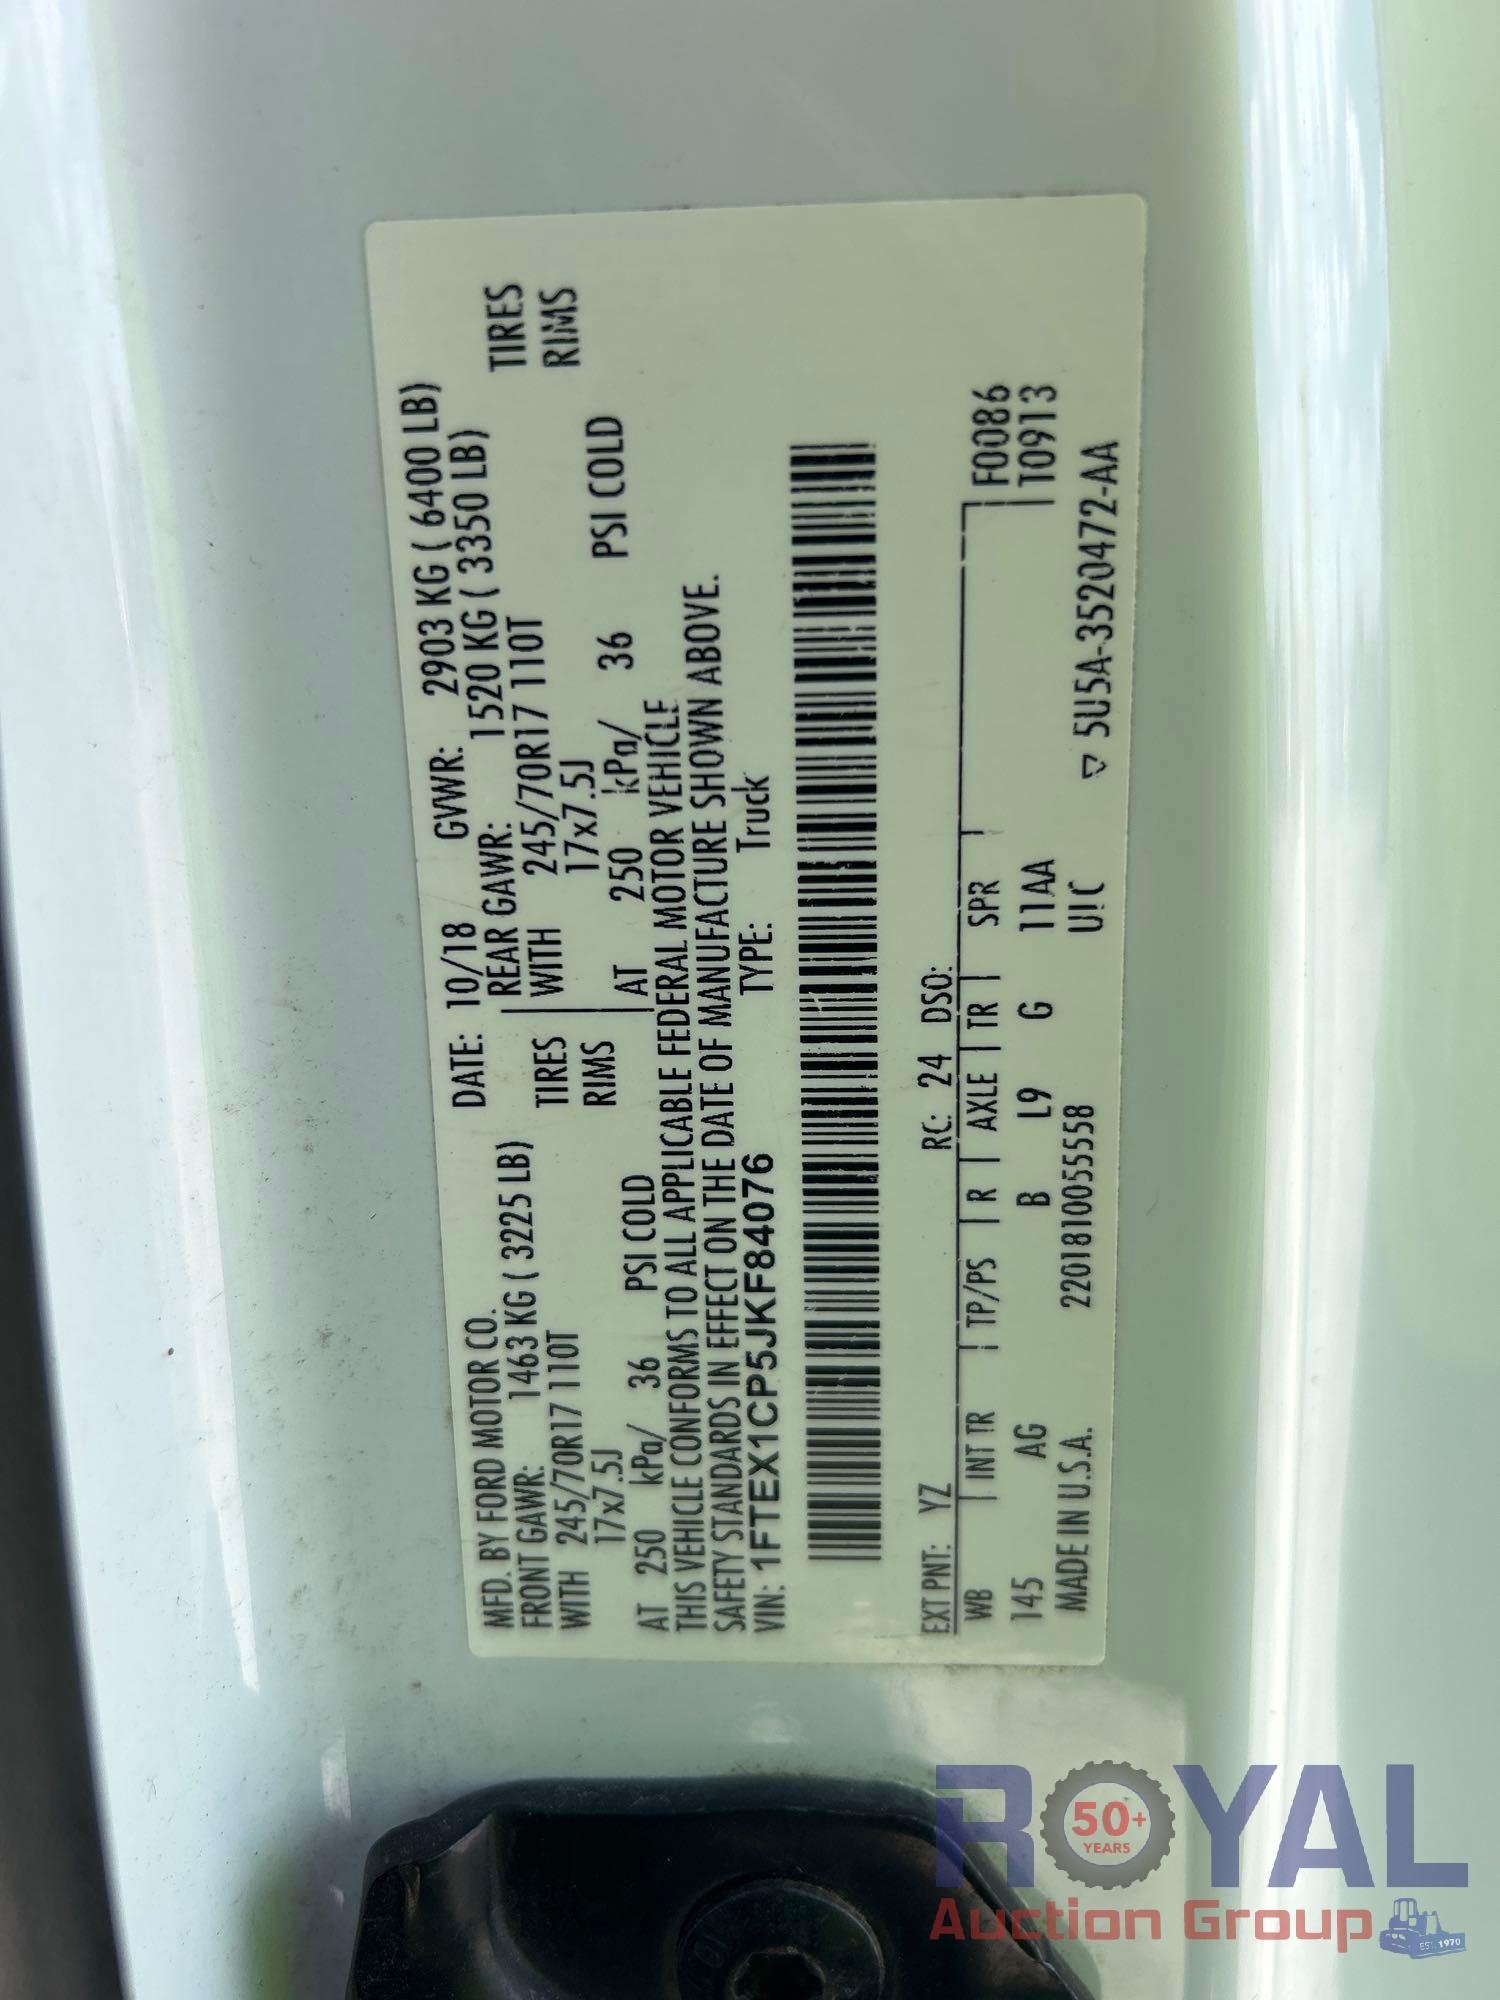 MFD. BY FORD MOTOR CO. DATE: 10/18 GVWR: 2903 KG ( 6400 LB)
FRONT GAWR: 1463 KG ( 3225 LB) REAR GAWR: 1520 KG ( 3350 LB)
WITH 245/70R17 110T TIRES WITH 245/70R17 110T TIRES
17x7.5J RIMS 17x7.5J RIMS
AT 250 kPa/ 36 PSI COLD AT 250 kPa/ 36 PSI COLD
THIS VEHICLE CONFORMS TO ALL APPLICABLE FEDERAL MOTOR VEHICLE
SAFETY STANDARDS IN EFFECT ON THE DATE OF MANUFACTURE SHOWN ABOVE.
VIN: 1FTEX1CP5JKF84076 TYPE: Truck
EXT PNT: YZ RC: 24 DSO:
WB INT TR TP/PS R AXLE TR SPR F0086
145 AG B L9 G 11AA T0913
MADE IN U.S.A. 2201810055558 UIC 5U5A-3520472-AA
ROYAL
50+
YEARS
Auction Group
EST. 1970